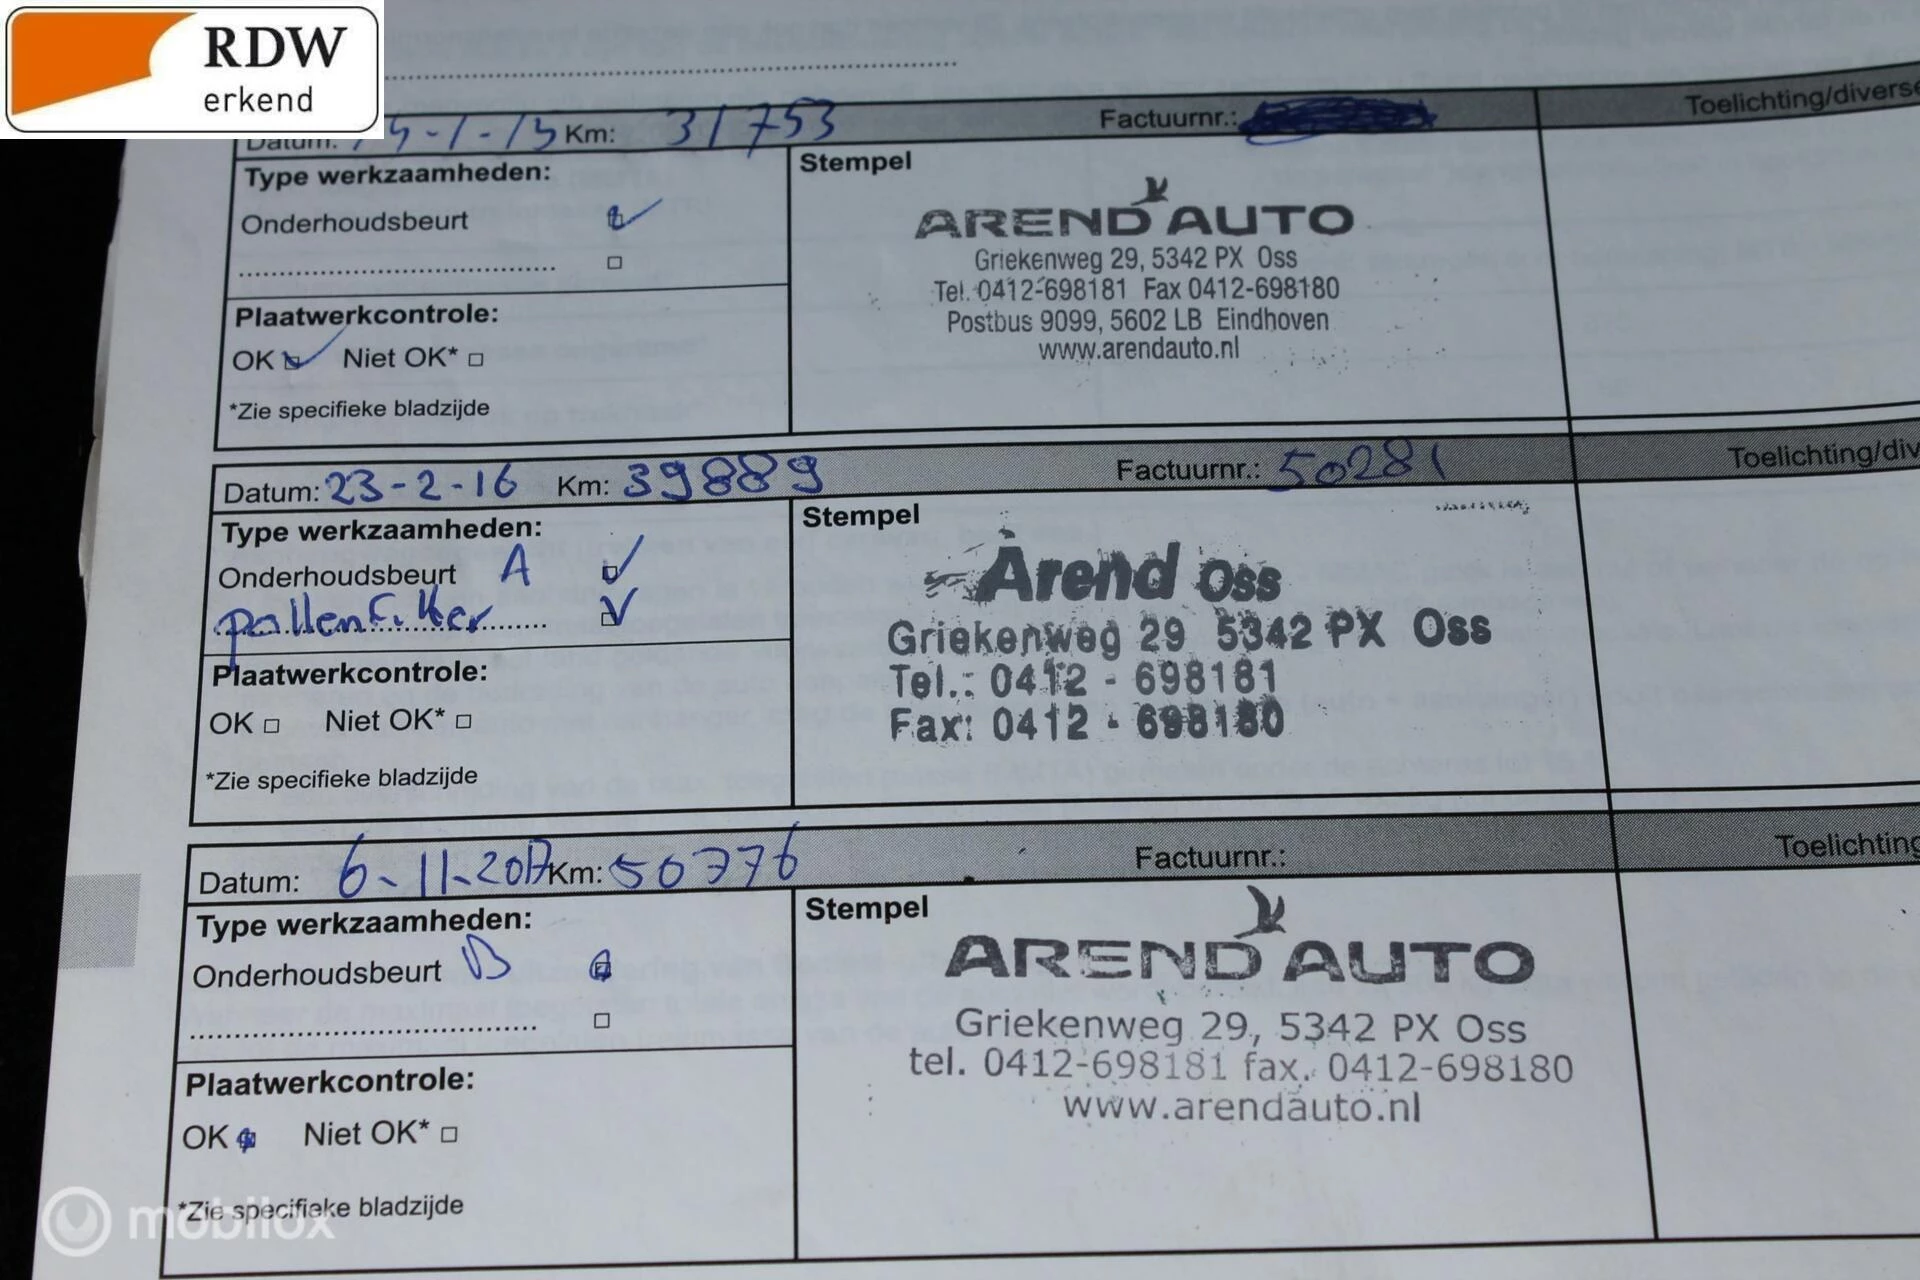 RDW
erkend
Datum: Km: 31753 Factuurnr.: Toelichting/diverse
Type werkzaamheden:
Stempel
Onderhoudsbeurt
AREND AUTO
Griekenweg 29, 5342 PX Oss
Tel. 0412-698181 Fax 0412-698180
Postbus 9099, 5602 LB Eindhoven
www.arendauto.nl
Plaatwerkcontrole:
OK Niet OK*
*Zie specifieke bladzijde
Datum: 23-2-16 Km: 39889 Factuurnr.: 50281 Toelichting/div
Type werkzaamheden:
Stempel
Onderhoudsbeurt A
pollenfilter
Arend Oss
Griekenweg 29 5342 PX Oss
Tel.: 0412 - 698181
Fax: 0412 - 698180
Plaatwerkcontrole:
OK Niet OK*
*Zie specifieke bladzijde
Datum: 6-11-2017 Km: 50776 Factuurnr.: Toelichting
Type werkzaamheden:
Stempel
Onderhoudsbeurt B
AREND AUTO
Griekenweg 29, 5342 PX Oss
tel. 0412-698181 fax. 0412-698180
www.arendauto.nl
Plaatwerkcontrole:
OK Niet OK*
*Zie specifieke bladzijde
mobilox